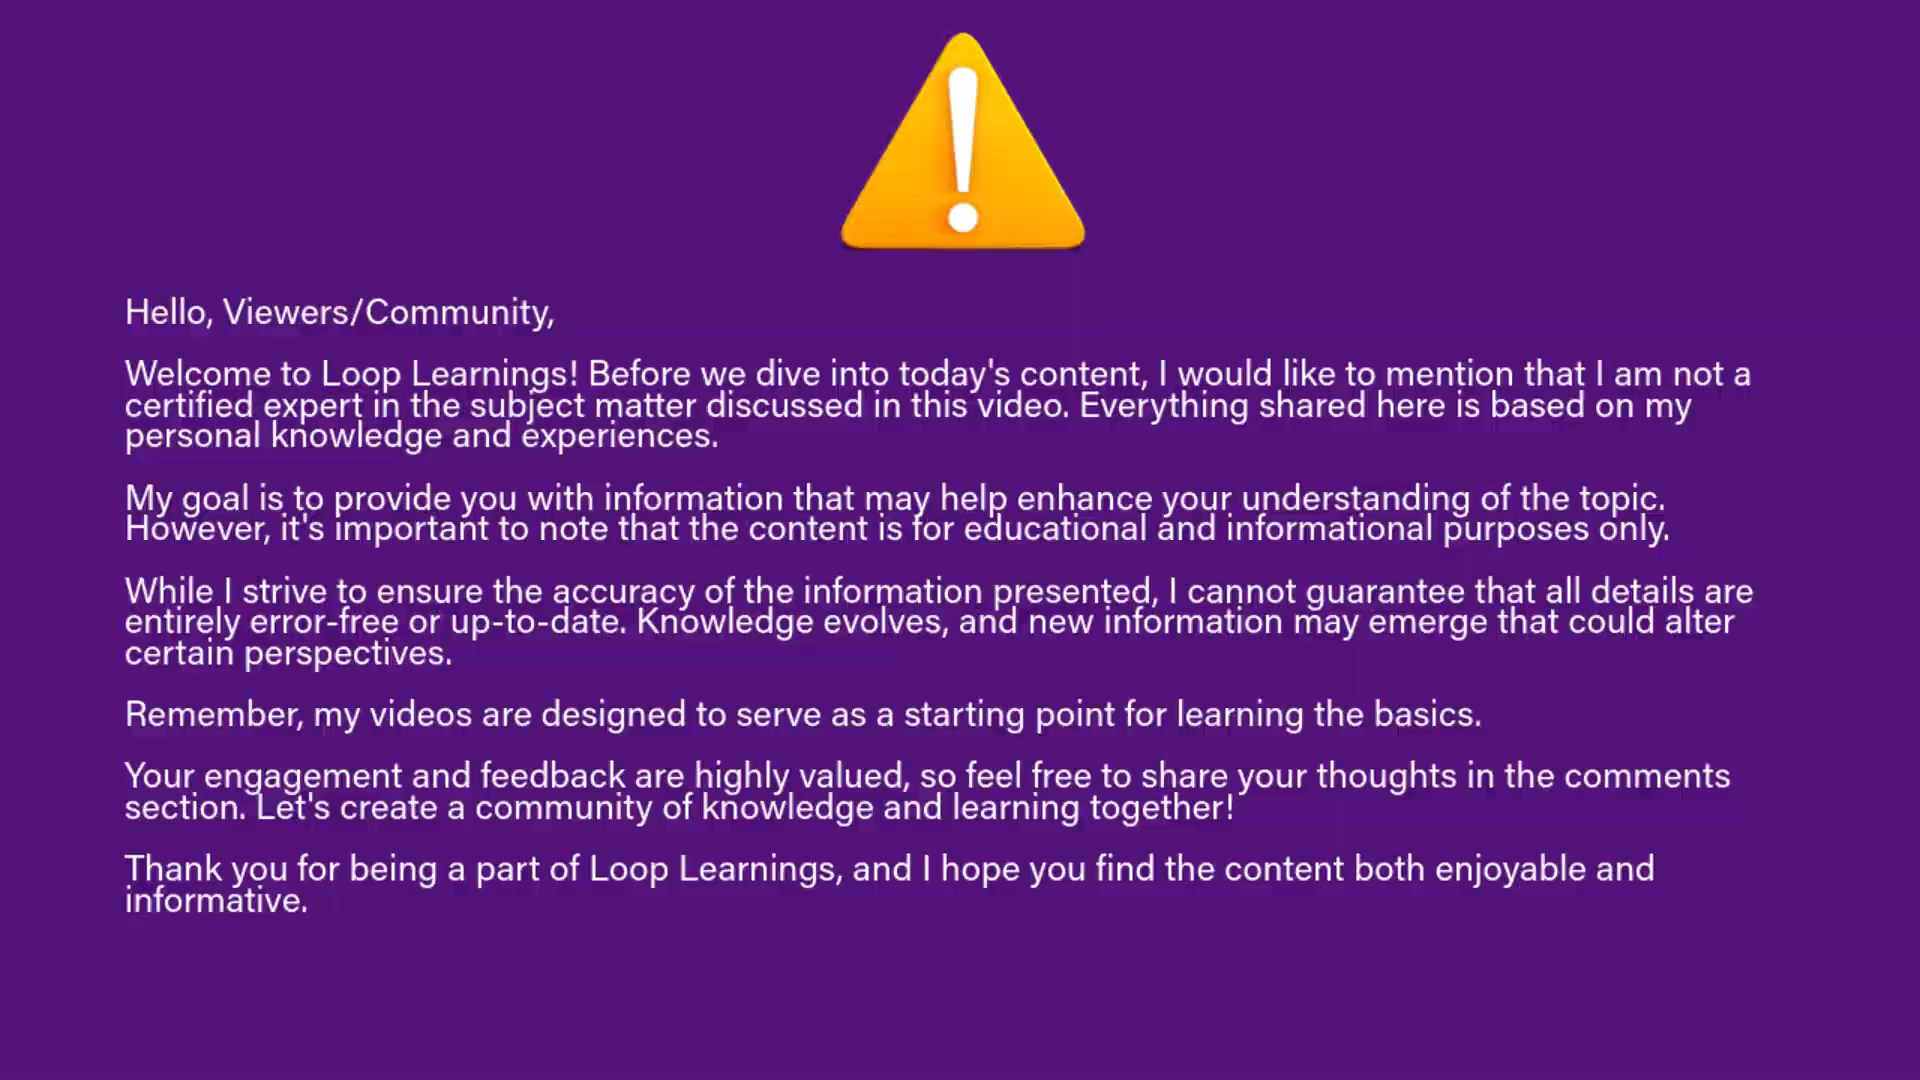 Hello, Viewers/Community,
Welcome to Loop Learnings! Before we dive into today's content, I would like to mention that I am not a
certified expert in the subject matter discussed in this video. Everything shared here is based on my
personal knowledge and experiences.
My goal is to provide you with information that may help enhance your understanding of the topic.
However, it's important to note that the content is for educational and informational purposes only.
While I strive to ensure the accuracy of the information presented, I cannot guarantee that all details are
entirely error-free or up-to-date. Knowledge evolves, and new information may emerge that could alter
certain perspectives.
Remember, my videos are designed to serve as a starting point for learning the basics.
Your engagement and feedback are highly valued, so feel free to share your thoughts in the comments
section. Let's create a community of knowledge and learning together!
Thank you for being a part of Loop Learnings, and I hope you find the content both enjoyable and
informative.